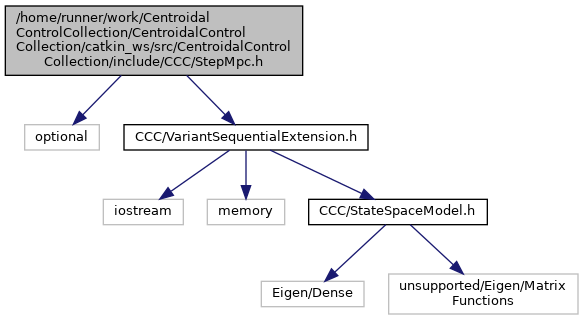 /home/runner/work/Centroidal
ControlCollection/CentroidalControl
Collection/catkin_ws/src/CentroidalControl
Collection/include/CCC/StepMpc.h
optional
CCC/VariantSequentialExtension.h
iostream
memory
CCC/StateSpaceModel.h
Eigen/Dense
unsupported/Eigen/Matrix
Functions